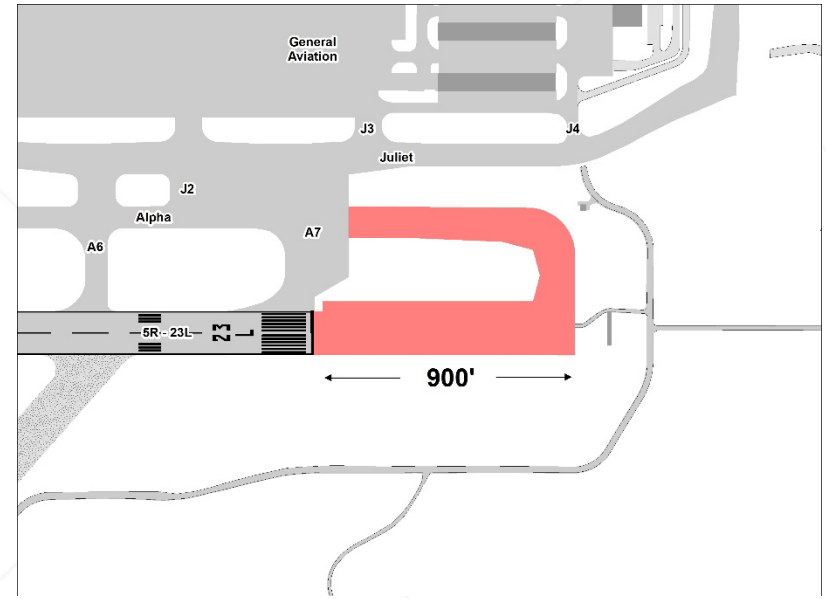 General
Aviation
J3
J4
Juliet
J2
Alpha
A7
A6
5R - 23L
23
L
900'